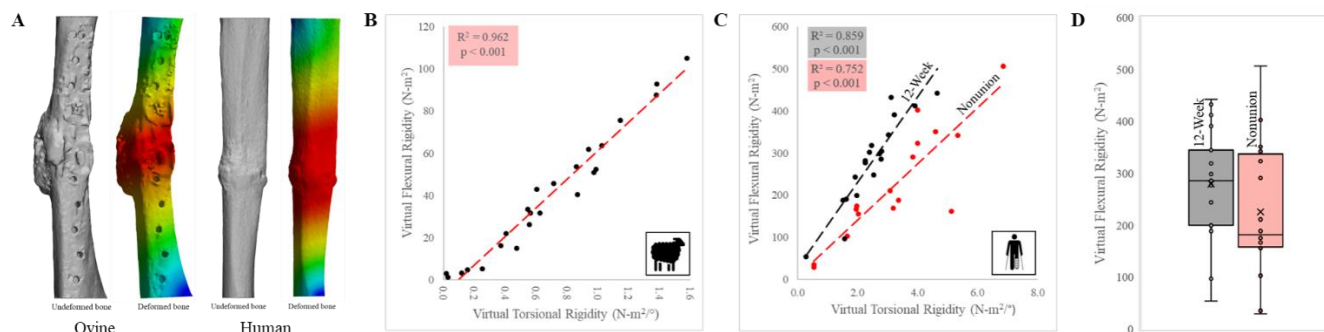 A
Undeformed bone
Deformed bone
Undeformed bone
Deformed bone
Ovine
Human
B
R² = 0.962
p < 0.001
Virtual Flexural Rigidity (N-m²)
120
100
80
60
40
20
0
0.0
0.2
0.4
0.6
0.8
1.0
1.2
1.4
1.6
Virtual Torsional Rigidity (N-m²/°)
C
R² = 0.859
p < 0.001
R² = 0.752
p < 0.001
12-Week
Nonunion
Virtual Flexural Rigidity (N-m²)
600
500
400
300
200
100
0
0.0
2.0
4.0
6.0
8.0
Virtual Torsional Rigidity (N-m²/°)
D
Virtual Flexural Rigidity (N-m²)
600
500
400
300
200
100
0
12-Week
Nonunion